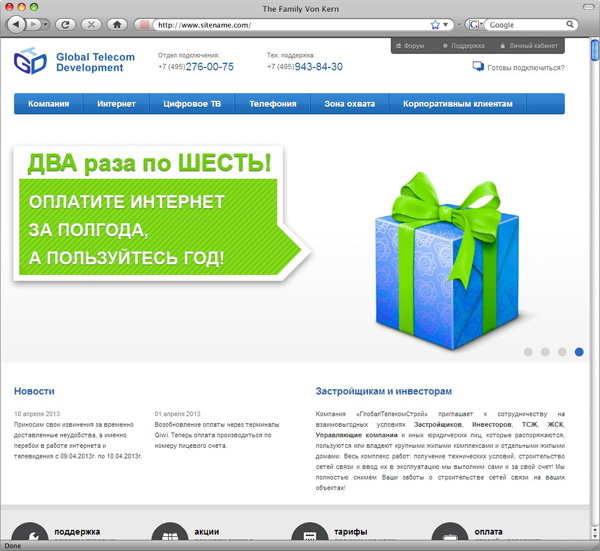 The Family Von Kern
http://www.sitename.com/
Google
Global Telecom
Development
Отдел подключения:
+7 (495)276-00-75
Тех. поддержка:
+7 (495)943-84-30
Форум
Поддержка
Личный кабинет
Готовы подключиться?
Компания
Интернет
Цифровое ТВ
Телефония
Зона охвата
Корпоративным клиентам
ДВА раза по ШЕСТЬ!
ОПЛАТИТЕ ИНТЕРНЕТ
ЗА ПОЛГОДА,
А ПОЛЬЗУЙТЕСЬ ГОД!
Новости
10 апреля 2013
Приносим свои извинения за временно
доставленные неудобства, а именно
перебои в работе интернета и
телевидения с 09.04.2013г. по 10.04.2013г.
01 апреля 2013
Возобновление оплаты через терминалы
Qiwi. Теперь оплата производиться по
номеру лицевого счета.
Застройщикам и инвесторам
Компания «ГлобалТелекомСтрой» приглашает к сотрудничеству на
взаимовыгодных условиях Застройщиков, Инвесторов, ТСЖ, ЖСК,
Управляющие компании и иных юридических лиц, которые распоряжаются,
пользуются или владеют крупными жилыми комплексами и отдельными жилыми
домами. Весь комплекс работ: получение технических условий, строительство
сетей связи и ввод их в эксплуатацию мы выполним сами и за свой счет! Мы
полностью снимем Ваши заботы о строительстве сетей связи на ваших
объектах!
поддержка
акции
тарифы
оплата
Done